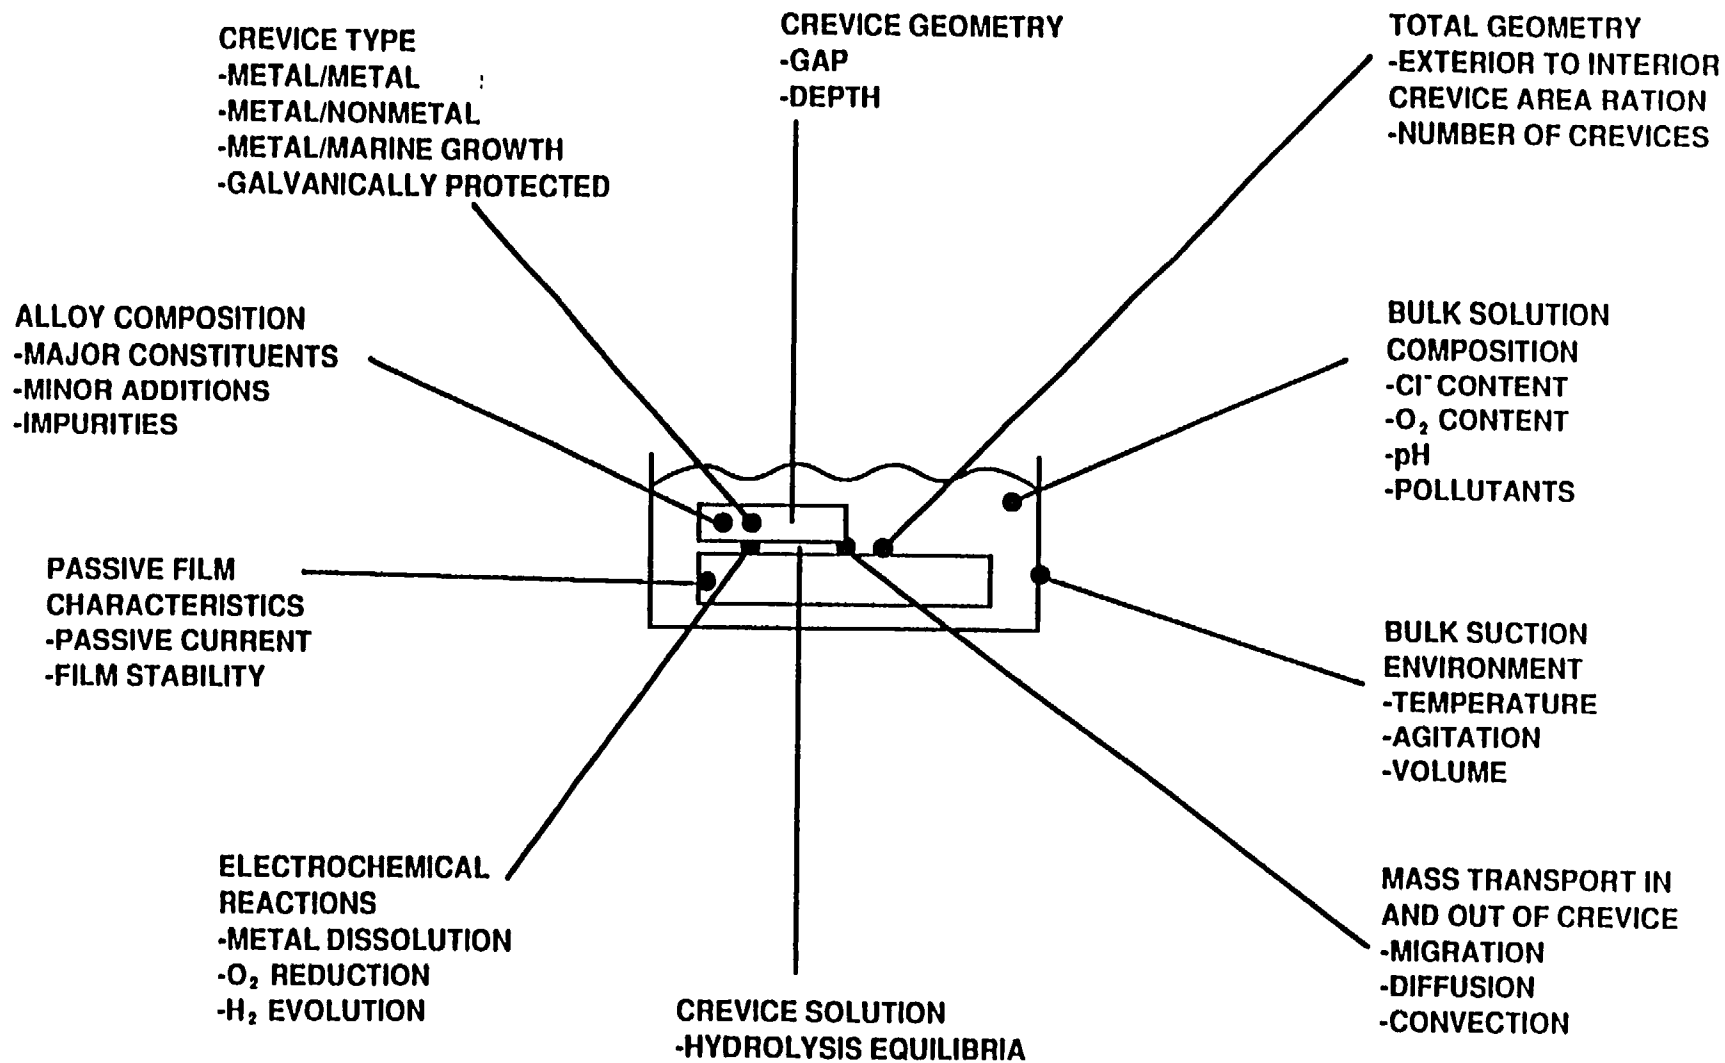 CREVICE TYPE
-METAL/METAL
-METAL/NONMETAL
-METAL/MARINE GROWTH
-GALVANICALLY PROTECTED
CREVICE GEOMETRY
-GAP
-DEPTH
TOTAL GEOMETRY
-EXTERIOR TO INTERIOR
CREVICE AREA RATION
-NUMBER OF CREVICES
ALLOY COMPOSITION
-MAJOR CONSTITUENTS
-MINOR ADDITIONS
-IMPURITIES
BULK SOLUTION
COMPOSITION
-Cl⁻ CONTENT
-O₂ CONTENT
-pH
-POLLUTANTS
PASSIVE FILM
CHARACTERISTICS
-PASSIVE CURRENT
-FILM STABILITY
BULK SUCTION
ENVIRONMENT
-TEMPERATURE
-AGITATION
-VOLUME
ELECTROCHEMICAL
REACTIONS
-METAL DISSOLUTION
-O₂ REDUCTION
-H₂ EVOLUTION
CREVICE SOLUTION
-HYDROLYSIS EQUILIBRIA
MASS TRANSPORT IN
AND OUT OF CREVICE
-MIGRATION
-DIFFUSION
-CONVECTION